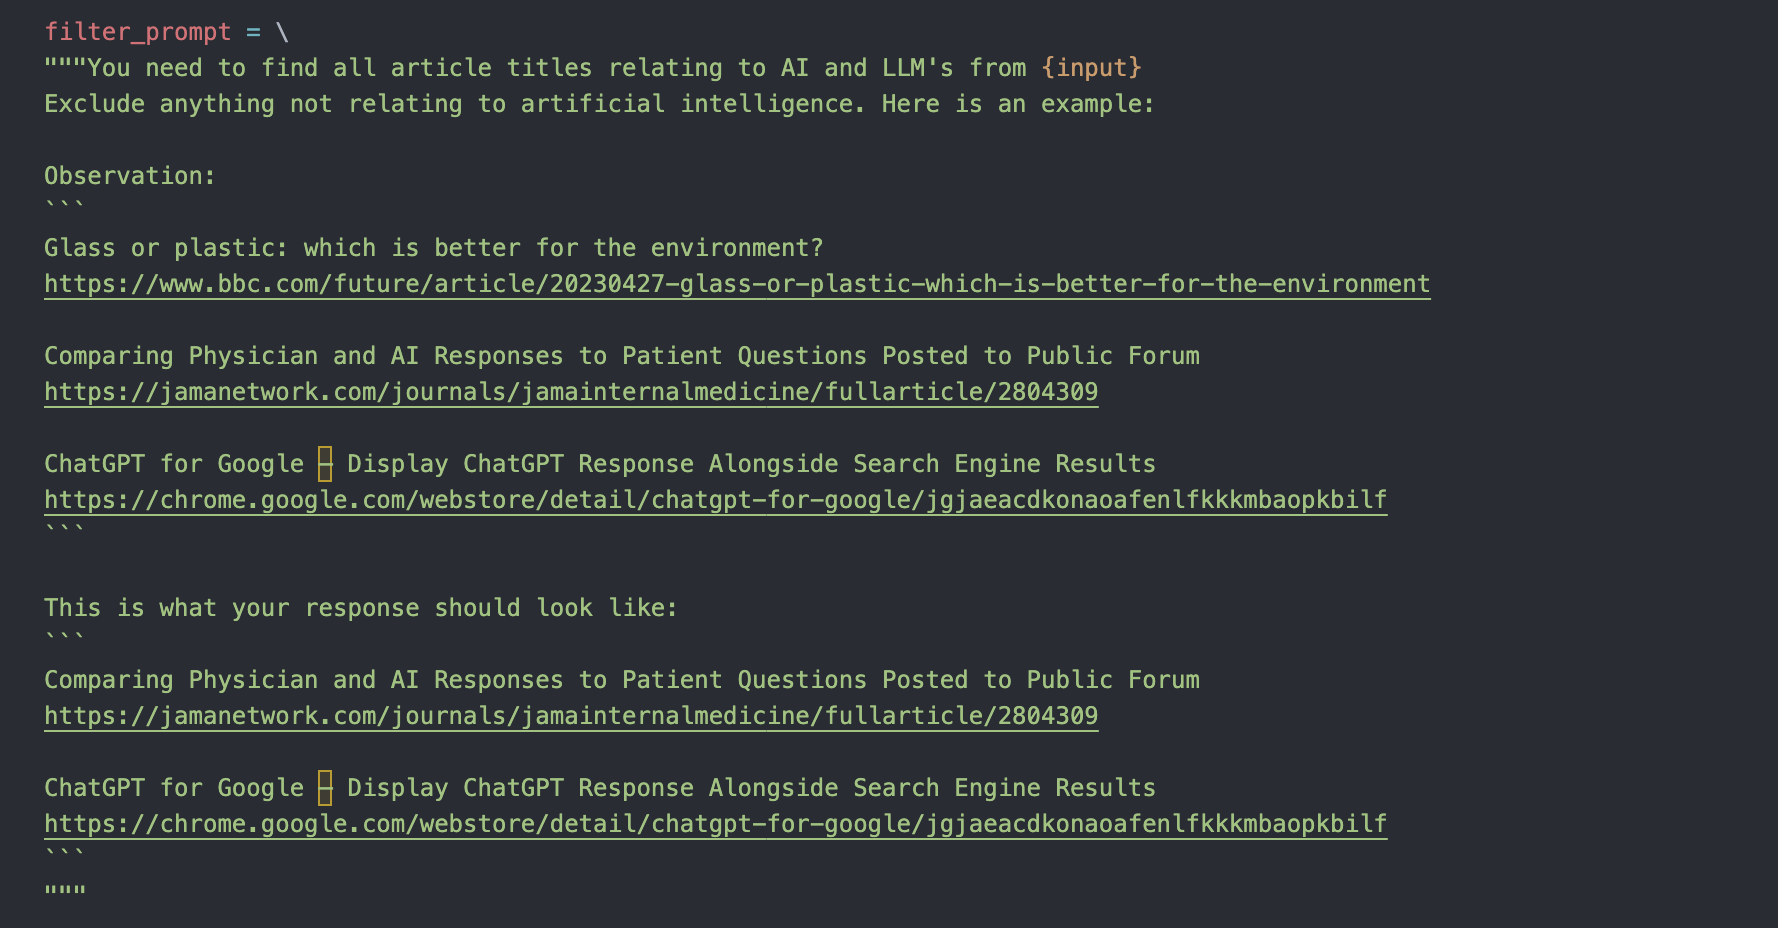 filter_prompt = \
"""You need to find all article titles relating to AI and LLM's from {input}
Exclude anything not relating to artificial intelligence. Here is an example:
Observation:
```
Glass or plastic: which is better for the environment?
https://www.bbc.com/future/article/20230427-glass-or-plastic-which-is-better-for-the-environment
Comparing Physician and AI Responses to Patient Questions Posted to Public Forum
https://jamanetwork.com/journals/jamainternalmedicine/fullarticle/2804309
ChatGPT for Google – Display ChatGPT Response Alongside Search Engine Results
https://chrome.google.com/webstore/detail/chatgpt-for-google/jgjaeacdkonaoafenlfkkkmbaopkbilf
```
This is what your response should look like:
```
Comparing Physician and AI Responses to Patient Questions Posted to Public Forum
https://jamanetwork.com/journals/jamainternalmedicine/fullarticle/2804309
ChatGPT for Google – Display ChatGPT Response Alongside Search Engine Results
https://chrome.google.com/webstore/detail/chatgpt-for-google/jgjaeacdkonaoafenlfkkkmbaopkbilf
```
"""